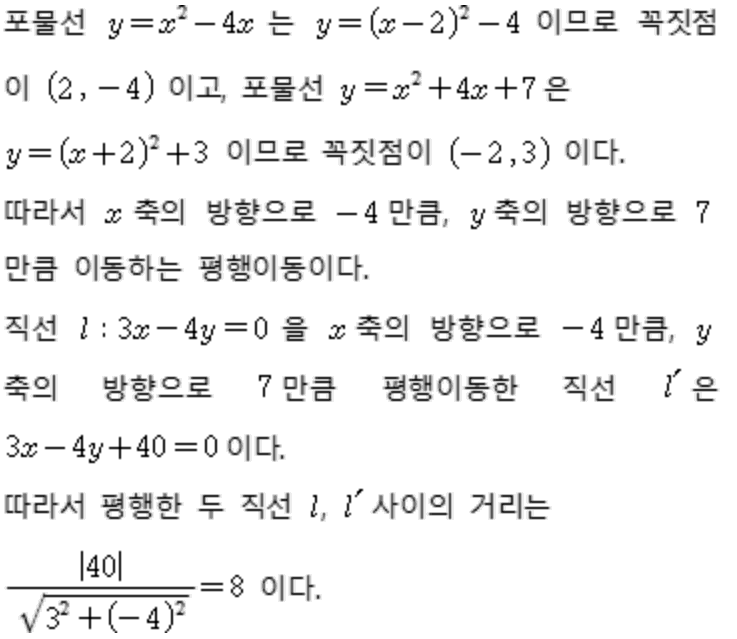 포물선 y=x²−4x 는 y=(x−2)²−4 이므로 꼭짓점
이 (2, −4) 이고, 포물선 y=x²+4x+7은
y=(x+2)²+3 이므로 꼭짓점이 (−2,3) 이다.
따라서 x 축의 방향으로 −4만큼, y축의 방향으로 7
만큼 이동하는 평행이동이다.
직선 l : 3x−4y=0 을 x 축의 방향으로 −4만큼, y
축의 방향으로 7만큼 평행이동한 직선 l′은
3x−4y+40=0이다.
따라서 평행한 두 직선 l, l′사이의 거리는
|40|/√(3²+(−4)²)=8 이다.